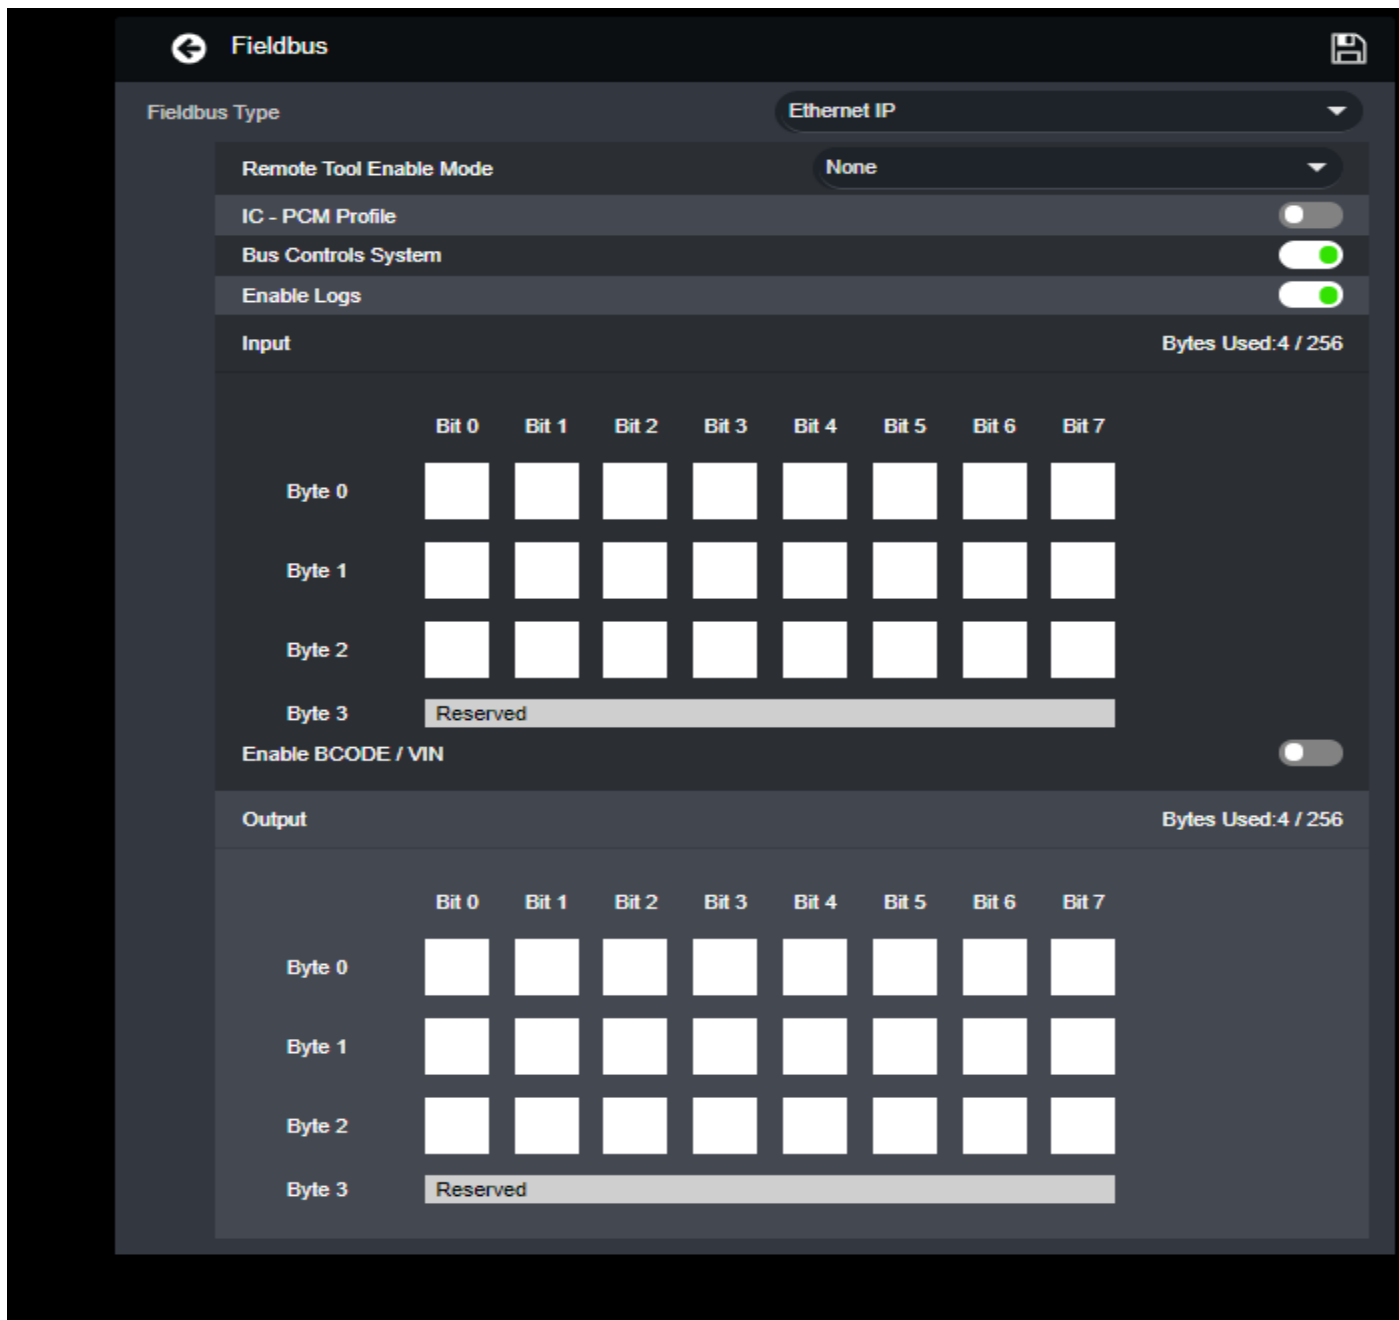 Fieldbus
Fieldbus Type Ethernet IP
Remote Tool Enable Mode None
IC - PCM Profile
Bus Controls System
Enable Logs
Input Bytes Used:4 / 256
Bit 0 Bit 1 Bit 2 Bit 3 Bit 4 Bit 5 Bit 6 Bit 7
Byte 0
Byte 1
Byte 2
Byte 3 Reserved
Enable BCODE / VIN
Output Bytes Used:4 / 256
Bit 0 Bit 1 Bit 2 Bit 3 Bit 4 Bit 5 Bit 6 Bit 7
Byte 0
Byte 1
Byte 2
Byte 3 Reserved